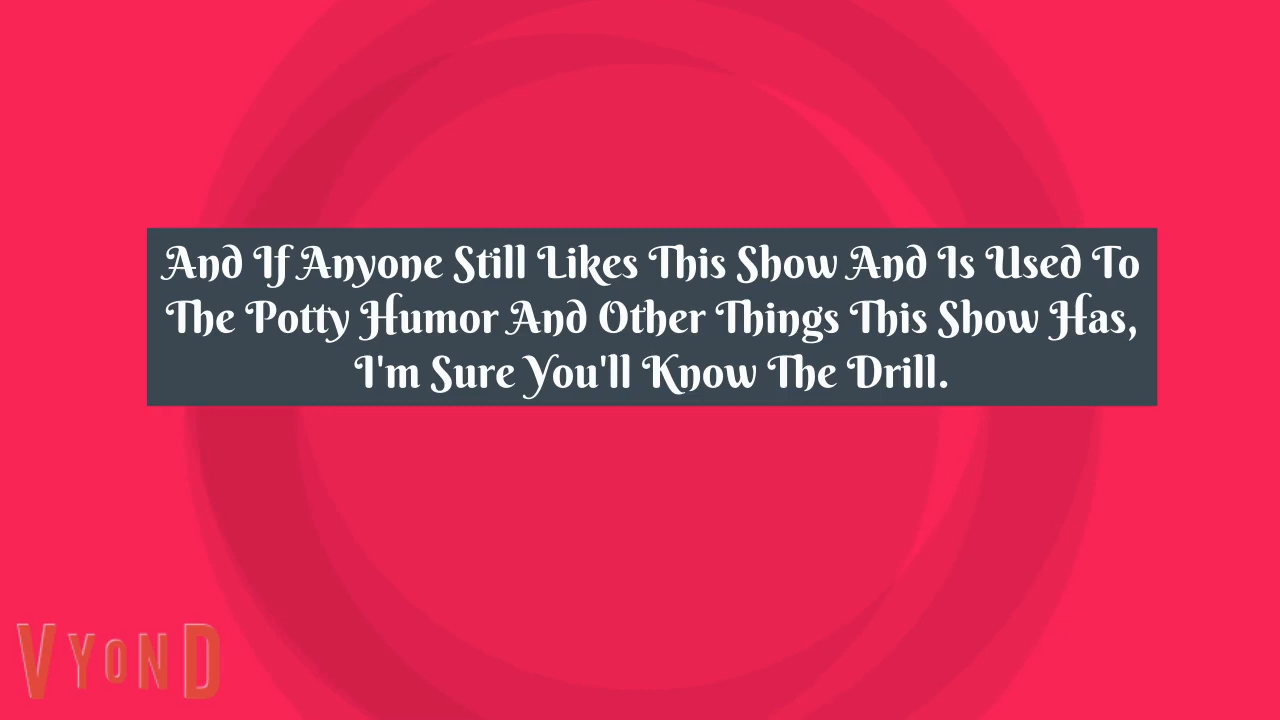 And If Anyone Still Likes This Show And Is Used To
The Potty Humor And Other Things This Show Has,
I'm Sure You'll Know The Drill.
VYOND